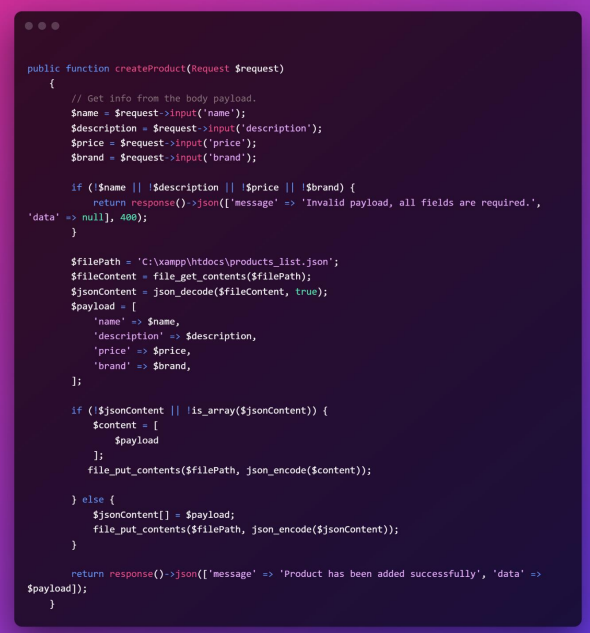 public function createProduct(Request $request)
    {
        // Get info from the body payload.
        $name = $request->input('name');
        $description = $request->input('description');
        $price = $request->input('price');
        $brand = $request->input('brand');

        if (!$name || !$description || !$price || !$brand) {
            return response()->json(['message' => 'Invalid payload, all fields are required.',
'data' => null], 400);
        }

        $filePath = 'C:\xampp\htdocs\products_list.json';
        $fileContent = file_get_contents($filePath);
        $jsonContent = json_decode($fileContent, true);
        $payload = [
            'name' => $name,
            'description' => $description,
            'price' => $price,
            'brand' => $brand,
        ];

        if (!$jsonContent || !is_array($jsonContent)) {
            $content = [
                $payload
            ];
           file_put_contents($filePath, json_encode($content));

        } else {
            $jsonContent[] = $payload;
            file_put_contents($filePath, json_encode($jsonContent));
        }

        return response()->json(['message' => 'Product has been added successfully', 'data' =>
$payload]);
    }